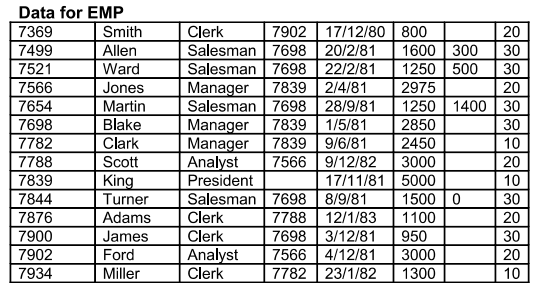 Data for EMP
7369 Smith Clerk 7902 17/12/80 800 20
7499 Allen Salesman 7698 20/2/81 1600 300 30
7521 Ward Salesman 7698 22/2/81 1250 500 30
7566 Jones Manager 7839 2/4/81 2975 20
7654 Martin Salesman 7698 28/9/81 1250 1400 30
7698 Blake Manager 7839 1/5/81 2850 30
7782 Clark Manager 7839 9/6/81 2450 10
7788 Scott Analyst 7566 9/12/82 3000 20
7839 King President 17/11/81 5000 10
7844 Turner Salesman 7698 8/9/81 1500 0 30
7876 Adams Clerk 7788 12/1/83 1100 20
7900 James Clerk 7698 3/12/81 950 30
7902 Ford Analyst 7566 4/12/81 3000 20
7934 Miller Clerk 7782 23/1/82 1300 10